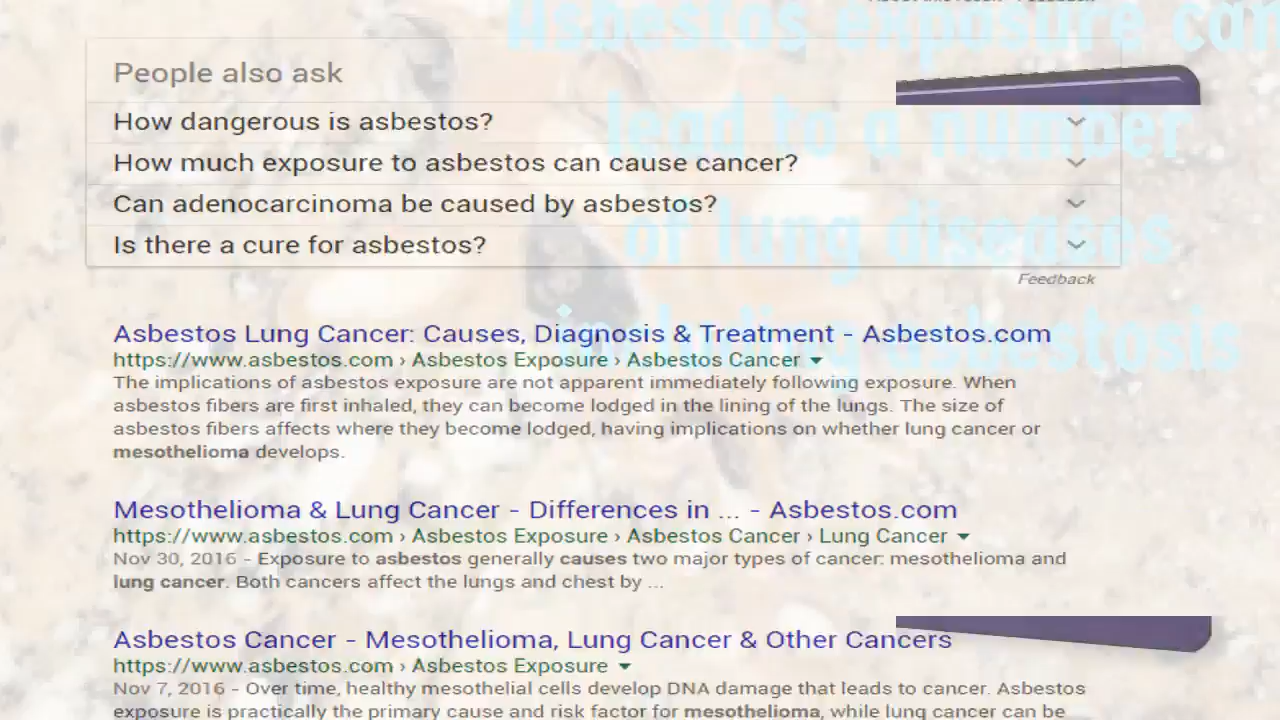 Asbestos exposure can
lead to a number
of lung diseases
including asbestosis
People also ask
How dangerous is asbestos?
How much exposure to asbestos can cause cancer?
Can adenocarcinoma be caused by asbestos?
Is there a cure for asbestos?
Feedback
Asbestos Lung Cancer: Causes, Diagnosis & Treatment - Asbestos.com
https://www.asbestos.com › Asbestos Exposure › Asbestos Cancer
The implications of asbestos exposure are not apparent immediately following exposure. When
asbestos fibers are first inhaled, they can become lodged in the lining of the lungs. The size of
asbestos fibers affects where they become lodged, having implications on whether lung cancer or
mesothelioma develops.
Mesothelioma & Lung Cancer - Differences in ... - Asbestos.com
https://www.asbestos.com › Asbestos Exposure › Asbestos Cancer › Lung Cancer
Nov 30, 2016 - Exposure to asbestos generally causes two major types of cancer: mesothelioma and
lung cancer. Both cancers affect the lungs and chest by ...
Asbestos Cancer - Mesothelioma, Lung Cancer & Other Cancers
https://www.asbestos.com › Asbestos Exposure
Nov 7, 2016 - Over time, healthy mesothelial cells develop DNA damage that leads to cancer. Asbestos
exposure is practically the primary cause and risk factor for mesothelioma, while lung cancer can be